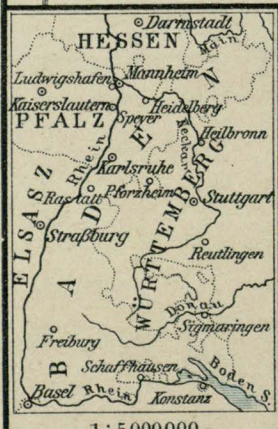 Darmstadt
HESSEN
Main
Ludwigshafen
Mannheim
Kaiserslautern
Heidelberg
PFALZ
Speyer
Neckar
Heilbronn
Rhein
Karlsruhe
Rastatt
Pforzheim
Stuttgart
ELSASZ
BADEN
WÜRTTEMBERG
Straßburg
Reutlingen
Donau
Sigmaringen
Freiburg
Schaffhausen
Boden S.
Basel
Rhein
Konstanz
1:5000000